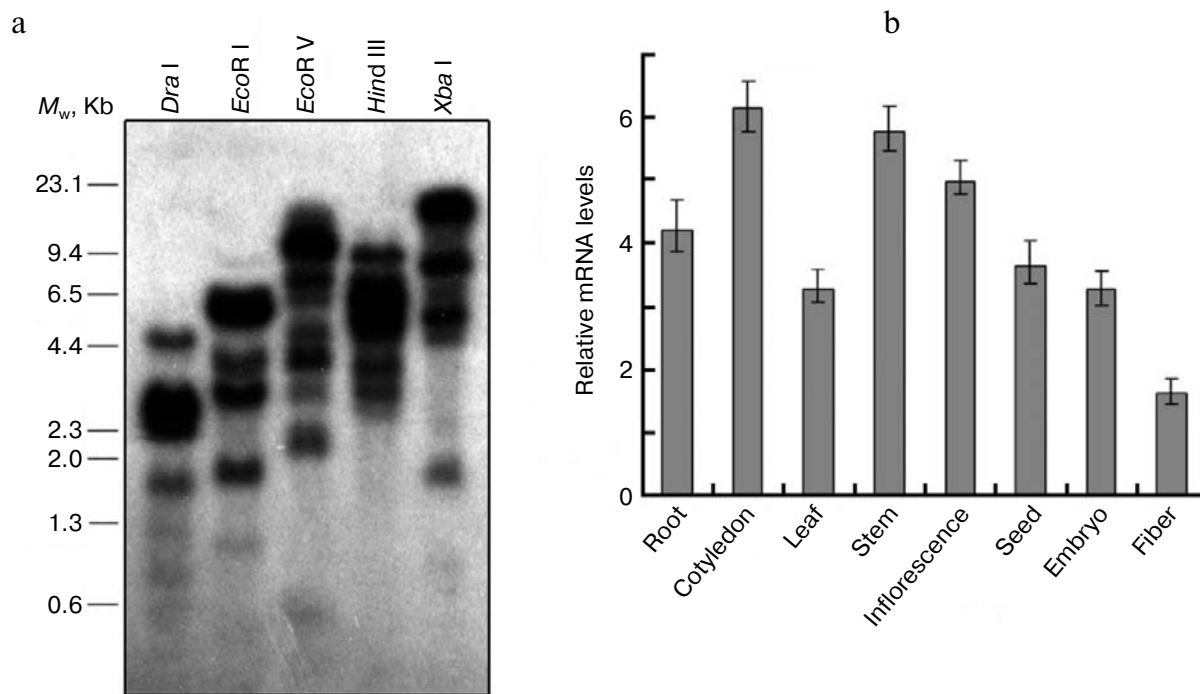 a
b
Dra I
EcoR I
EcoR V
Hind III
Xba I
Mw, Kb
23.1
9.4
6.5
4.4
2.3
2.0
1.3
0.6
Relative mRNA levels
6
4
2
0
Root
Cotyledon
Leaf
Stem
Inflorescence
Seed
Embryo
Fiber